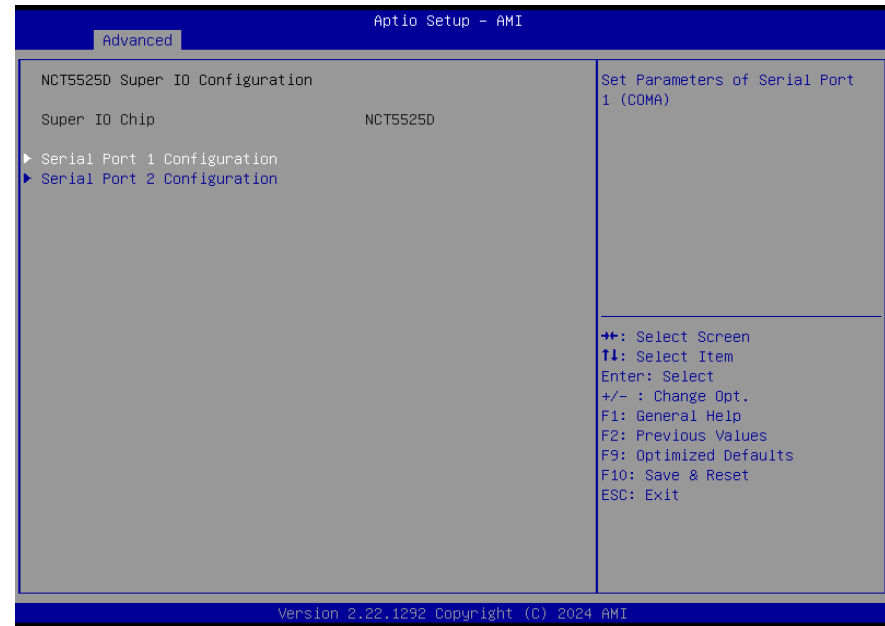 Aptio Setup – AMI
Advanced
NCT5525D Super IO Configuration
Super IO Chip NCT5525D
▶ Serial Port 1 Configuration
▶ Serial Port 2 Configuration
Set Parameters of Serial Port
1 (COMA)
→←: Select Screen
↑↓: Select Item
Enter: Select
+/- : Change Opt.
F1: General Help
F2: Previous Values
F9: Optimized Defaults
F10: Save & Reset
ESC: Exit
Version 2.22.1292 Copyright (C) 2024 AMI